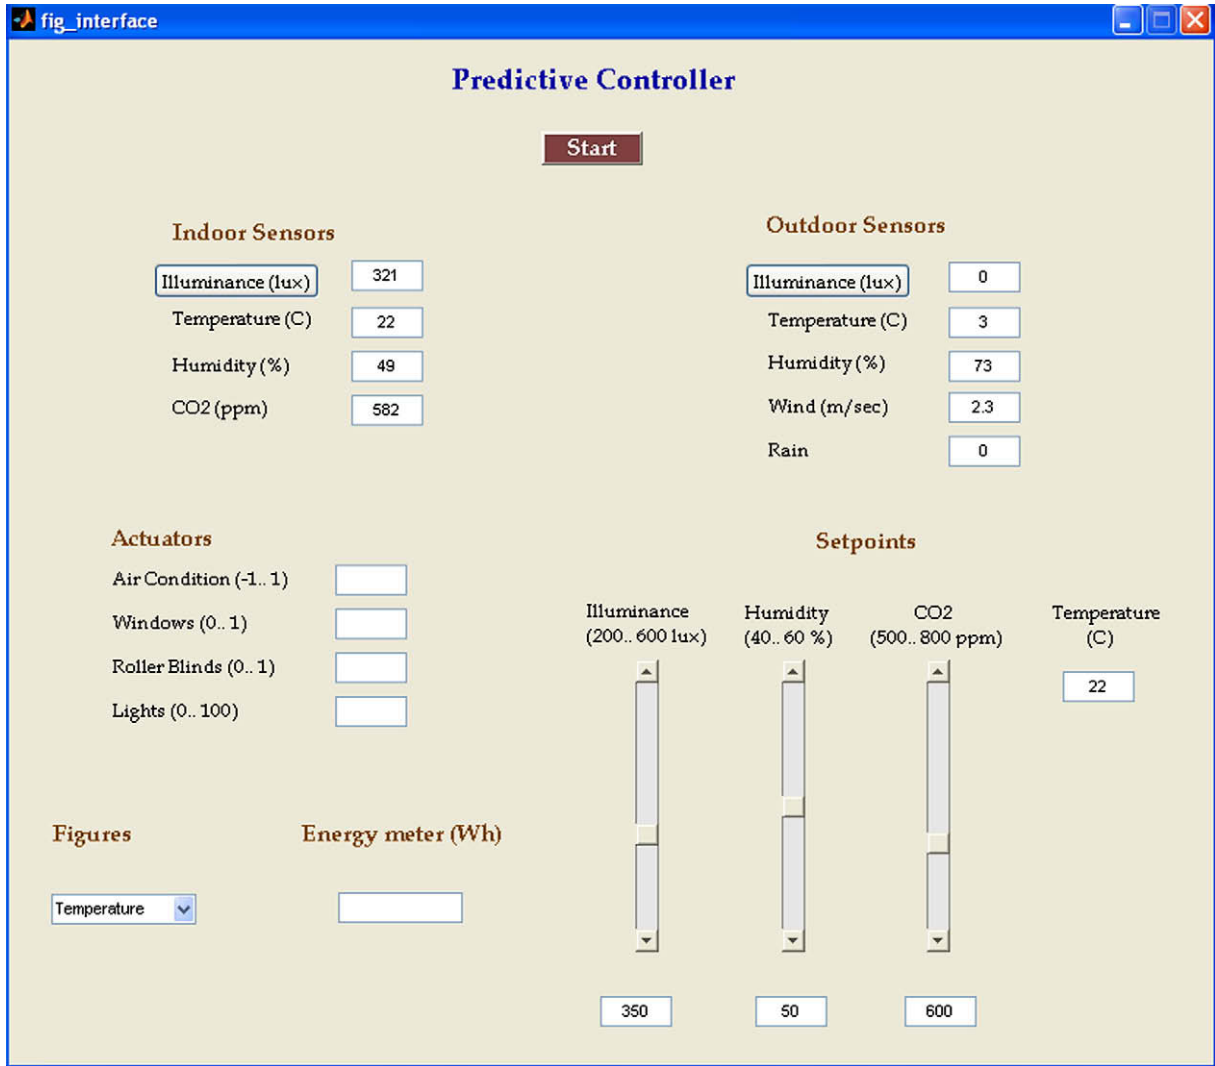 fig_interface
Predictive Controller
Start
Indoor Sensors
Illuminance (lux) 321
Temperature (C) 22
Humidity (%) 49
CO2 (ppm) 582
Outdoor Sensors
Illuminance (lux) 0
Temperature (C) 3
Humidity (%) 73
Wind (m/sec) 2.3
Rain 0
Actuators
Air Condition (-1.. 1)
Windows (0.. 1)
Roller Blinds (0.. 1)
Lights (0.. 100)
Setpoints
Illuminance
(200.. 600 lux)
350
Humidity
(40.. 60 %)
50
CO2
(500.. 800 ppm)
600
Temperature
(C)
22
Figures
Temperature
Energy meter (Wh)